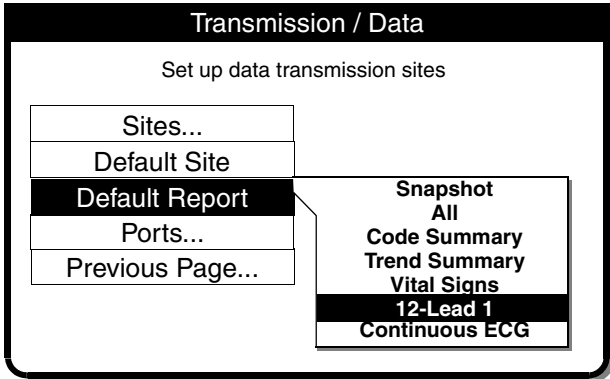 Transmission / Data
Set up data transmission sites
Sites...
Default Site
Default Report
Ports...
Previous Page...
Snapshot
All
Code Summary
Trend Summary
Vital Signs
12-Lead 1
Continuous ECG